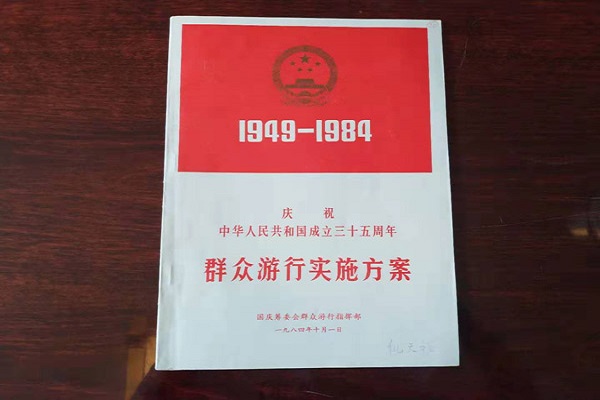 1949-1984
庆 祝
中华人民共和国成立三十五周年
群众游行实施方案
国庆筹委会群众游行指挥部
一九八四年十月一日